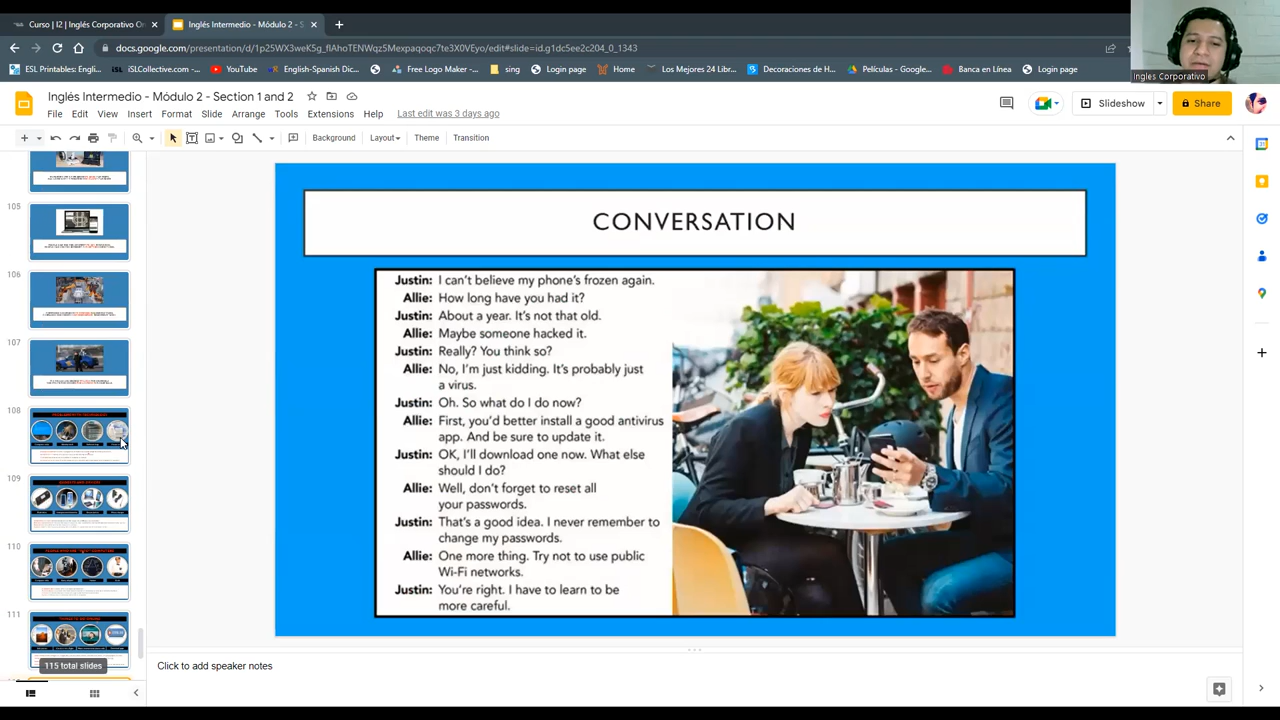 Curso | I2 | Inglés Corporativo On
Inglés Intermedio - Módulo 2 - S
docs.google.com/presentation/d/1p25WX3weK5g_flAhoTENWqz5Mexpaqoqc7te3X0VEyo/edit#slide=id.g1dc5ee2c204_0_1343
ESL Printables: Engli...
iSLCollective.com -...
YouTube
English-Spanish Dic...
Free Logo Maker -...
sing
Login page
Home
Los Mejores 24 Libr...
Decoraciones de H...
Películas - Google...
Banca en Línea
Login page
Ingles Corporativo
Inglés Intermedio - Módulo 2 - Section 1 and 2
File Edit View Insert Format Slide Arrange Tools Extensions Help Last edit was 3 days ago
Slideshow
Share
Background Layout Theme Transition
105
106
107
108
109
110
111
115 total slides
CONVERSATION
Justin: I can't believe my phone's frozen again.
Allie: How long have you had it?
Justin: About a year. It's not that old.
Allie: Maybe someone hacked it.
Justin: Really? You think so?
Allie: No, I'm just kidding. It's probably just
a virus.
Justin: Oh. So what do I do now?
Allie: First, you'd better install a good antivirus
app. And be sure to update it.
Justin: OK, I'll download one now. What else
should I do?
Allie: Well, don't forget to reset all
your passwords.
Justin: That's a good idea. I never remember to
change my passwords.
Allie: One more thing. Try not to use public
Wi-Fi networks.
Justin: You're right. I have to learn to be
more careful.
Click to add speaker notes